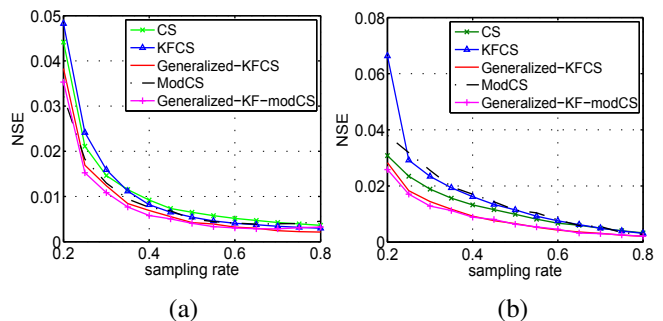 0.05
0.04
0.03
0.02
0.01
0
0.2
0.4
0.6
0.8
NSE
sampling rate
CS
KFCS
Generalized-KFCS
ModCS
Generalized-KF-modCS
(a)
0.08
0.06
0.04
0.02
0
0.2
0.4
0.6
0.8
NSE
sampling rate
CS
KFCS
Generalized-KFCS
ModCS
Generalized-KF-modCS
(b)